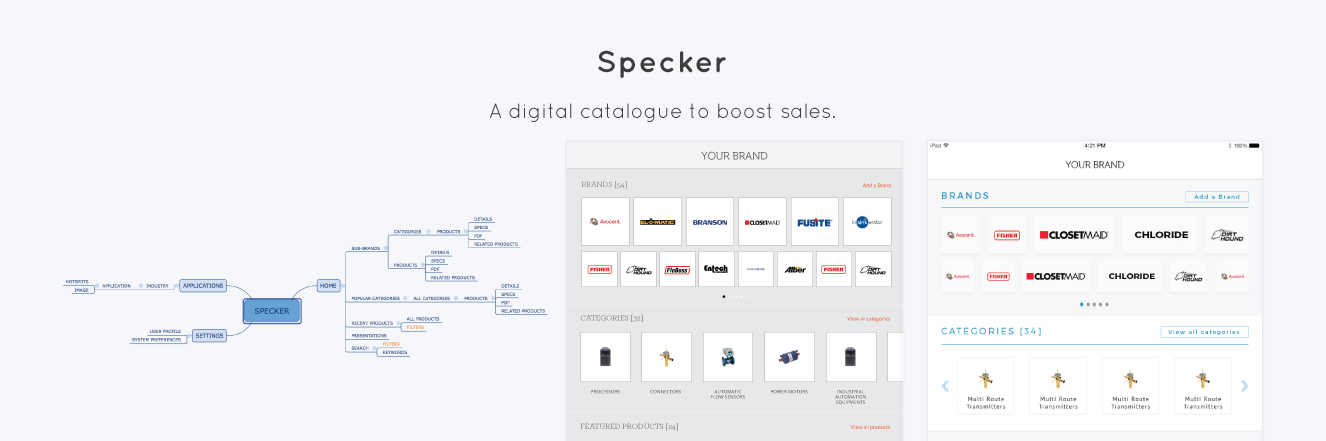 Specker
A digital catalogue to boost sales.
HOTSPOTS
IMAGE
APPLICATION
INDUSTRY
APPLICATIONS
USER PROFILE
SYSTEM PREFERENCES
SETTINGS
SPECKER
HOME
SUB-BRANDS
CATEGORIES
PRODUCTS
DETAILS
SPECS
PDF
RELATED PRODUCTS
PRODUCTS
DETAILS
SPECS
PDF
RELATED PRODUCTS
POPULAR CATEGORIES
ALL CATEGORIES
PRODUCTS
DETAILS
SPECS
PDF
RELATED PRODUCTS
RECENT PRODUCTS
ALL PRODUCTS
FILTERS
PRESENTATIONS
SEARCH
FILTERS
KEYWORDS
YOUR BRAND
BRANDS [54]
Add a Brand
Avocent.
BRANSON
CLOSETMAID
FUSITE
FISHER
DIRT HOUND
FloBoss
Entech
Alber
FISHER
DIRT HOUND
CATEGORIES [32]
View all categories
PROCESSORS
CONNECTORS
AUTOMATIC
FLOW SENSORS
POWER MOTORS
INDUSTRIAL
AUTOMATION
EQUIPMENTS
FEATURED PRODUCTS [24]
View all products
iPad
4:21 PM
100%
YOUR BRAND
BRANDS
Add a Brand
Avocent.
FISHER
CLOSETMAID
CHLORIDE
DIRT HOUND
Avocent.
FISHER
CLOSETMAID
CHLORIDE
DIRT HOUND
Avocent.
CATEGORIES [34]
View all categories
Multi Route
Transmitters
Multi Route
Transmitters
Multi Route
Transmitters
Multi Route
Transmitters